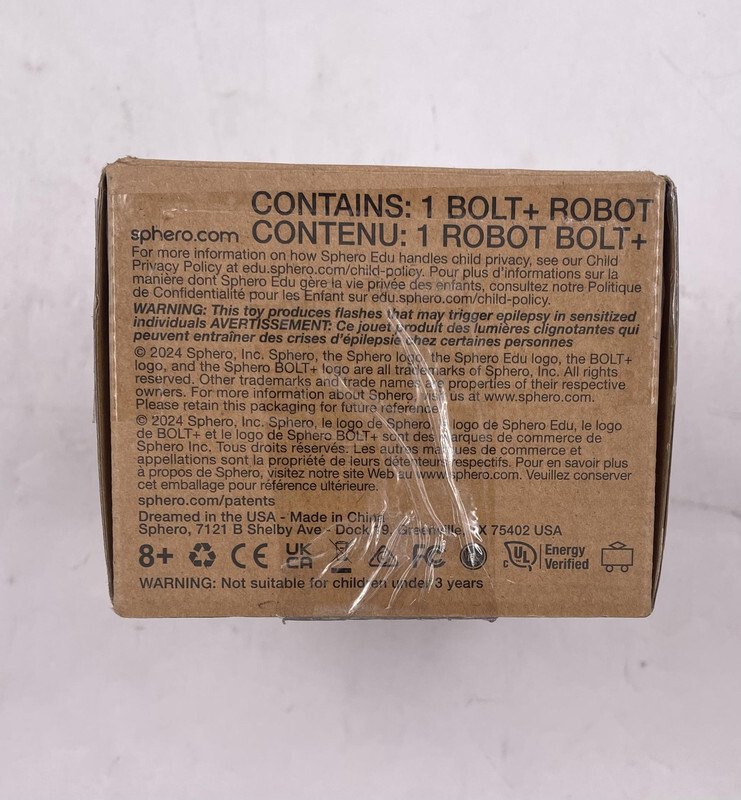 CONTAINS: 1 BOLT+ ROBOT
sphero.com CONTENU: 1 ROBOT BOLT+
For more information on how Sphero Edu handles child privacy, see our Child
Privacy Policy at edu.sphero.com/child-policy. Pour plus d'informations sur la
manière dont Sphero Edu gère la vie privée des enfants, consultez notre Politique
de Confidentialité pour les Enfant sur edu.sphero.com/child-policy.
WARNING: This toy produces flashes that may trigger epilepsy in sensitized
individuals AVERTISSEMENT: Ce jouet produit des lumières clignotantes qui
peuvent entraîner des crises d'épilepsie chez certaines personnes
© 2024 Sphero, Inc. Sphero, the Sphero logo, the Sphero Edu logo, the BOLT+
logo, and the Sphero BOLT+ logo are all trademarks of Sphero, Inc. All rights
reserved. Other trademarks and trade names are properties of their respective
owners. For more information about Sphero, visit us at www.sphero.com.
Please retain this packaging for future reference.
© 2024 Sphero, Inc. Sphero, le logo de Sphero, le logo de Sphero Edu, le logo
de BOLT+ et le logo de Sphero BOLT+ sont des marques de commerce de
Sphero Inc. Tous droits réservés. Les autres marques de commerce et
appellations sont la propriété de leurs détenteurs respectifs. Pour en savoir plus
à propos de Sphero, visitez notre site Web au www.sphero.com. Veuillez conserver
cet emballage pour référence ultérieure.
sphero.com/patents
Dreamed in the USA - Made in China
Sphero, 7121 B Shelby Ave - Dock 9, Greenville, TX 75402 USA
8+ CE UK CA FC c UL Energy Verified
WARNING: Not suitable for children under 3 years